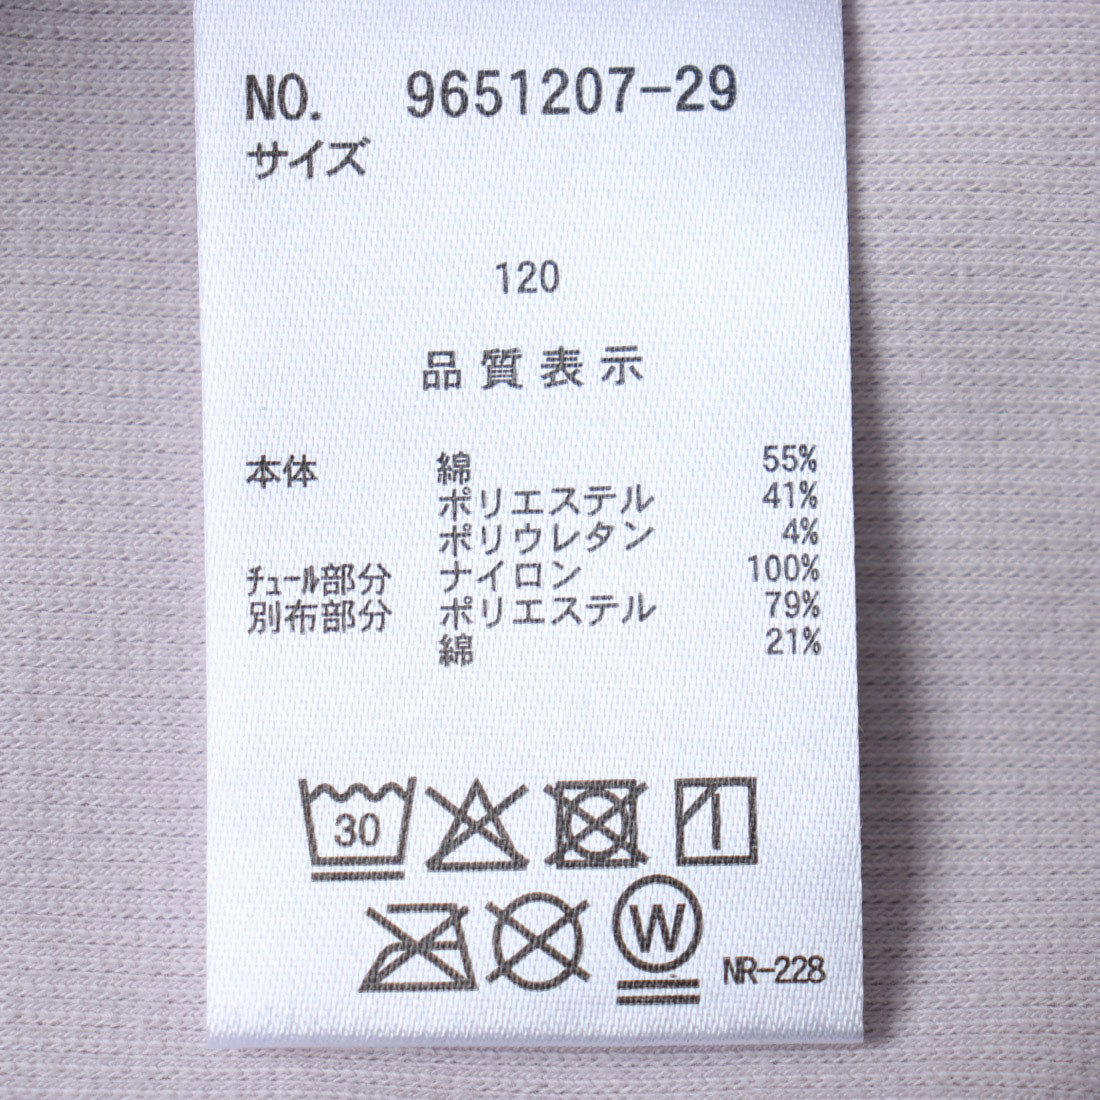 NO. 9651207-29
サイズ
120
品質表示
本体 綿 55%
ポリエステル 41%
ポリウレタン 4%
ﾁｭｰﾙ部分 ナイロン 100%
別布部分 ポリエステル 79%
綿 21%
30
W NR-228